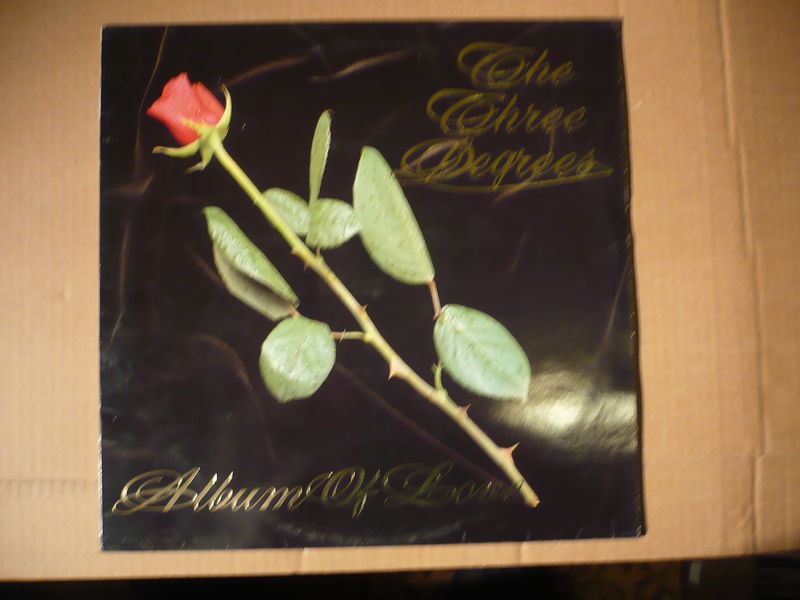 The
Three
Degrees
Album Of Love